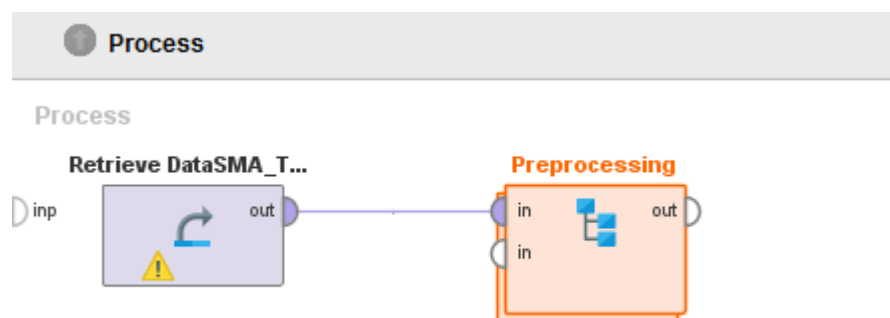 Process
Process
Retrieve DataSMA_T...
Preprocessing
inp
out
in
out
in